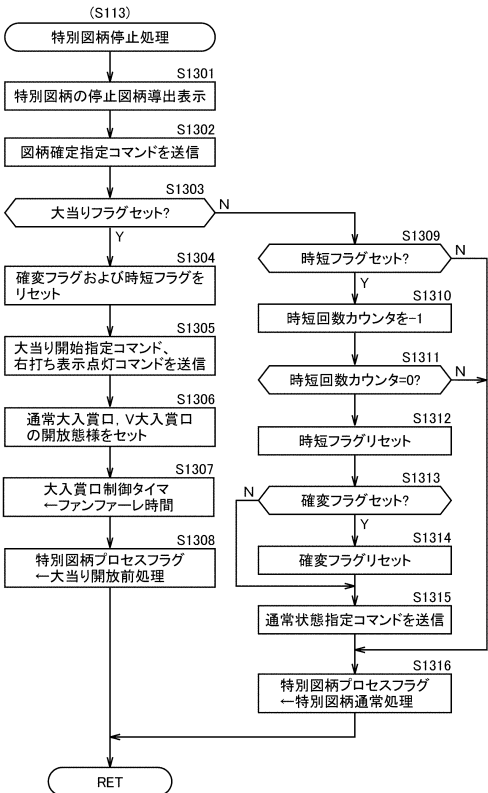 (S113)
特別図柄停止処理
S1301
特別図柄の停止図柄導出表示
S1302
図柄確定指定コマンドを送信
S1303
大当りフラグセット?
N
Y
S1304
確変フラグおよび時短フラグを
リセット
S1305
大当り開始指定コマンド、
右打ち表示点灯コマンドを送信
S1306
通常大入賞口,V大入賞口
の開放態様をセット
S1307
大入賞口制御タイマ
←ファンファーレ時間
S1308
特別図柄プロセスフラグ
←大当り開放前処理
S1309
時短フラグセット?
N
Y
S1310
時短回数カウンタを-1
S1311
時短回数カウンタ=0?
N
Y
S1312
時短フラグリセット
S1313
N
確変フラグセット?
Y
S1314
確変フラグリセット
S1315
通常状態指定コマンドを送信
S1316
特別図柄プロセスフラグ
←特別図柄通常処理
RET